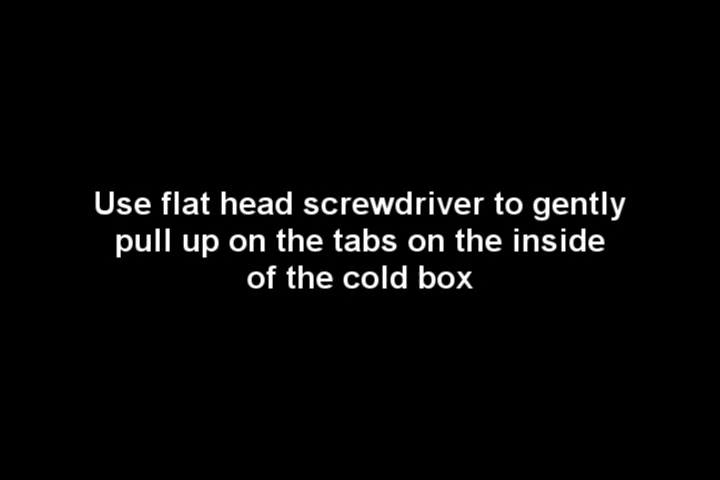 Use flat head screwdriver to gently
pull up on the tabs on the inside
of the cold box